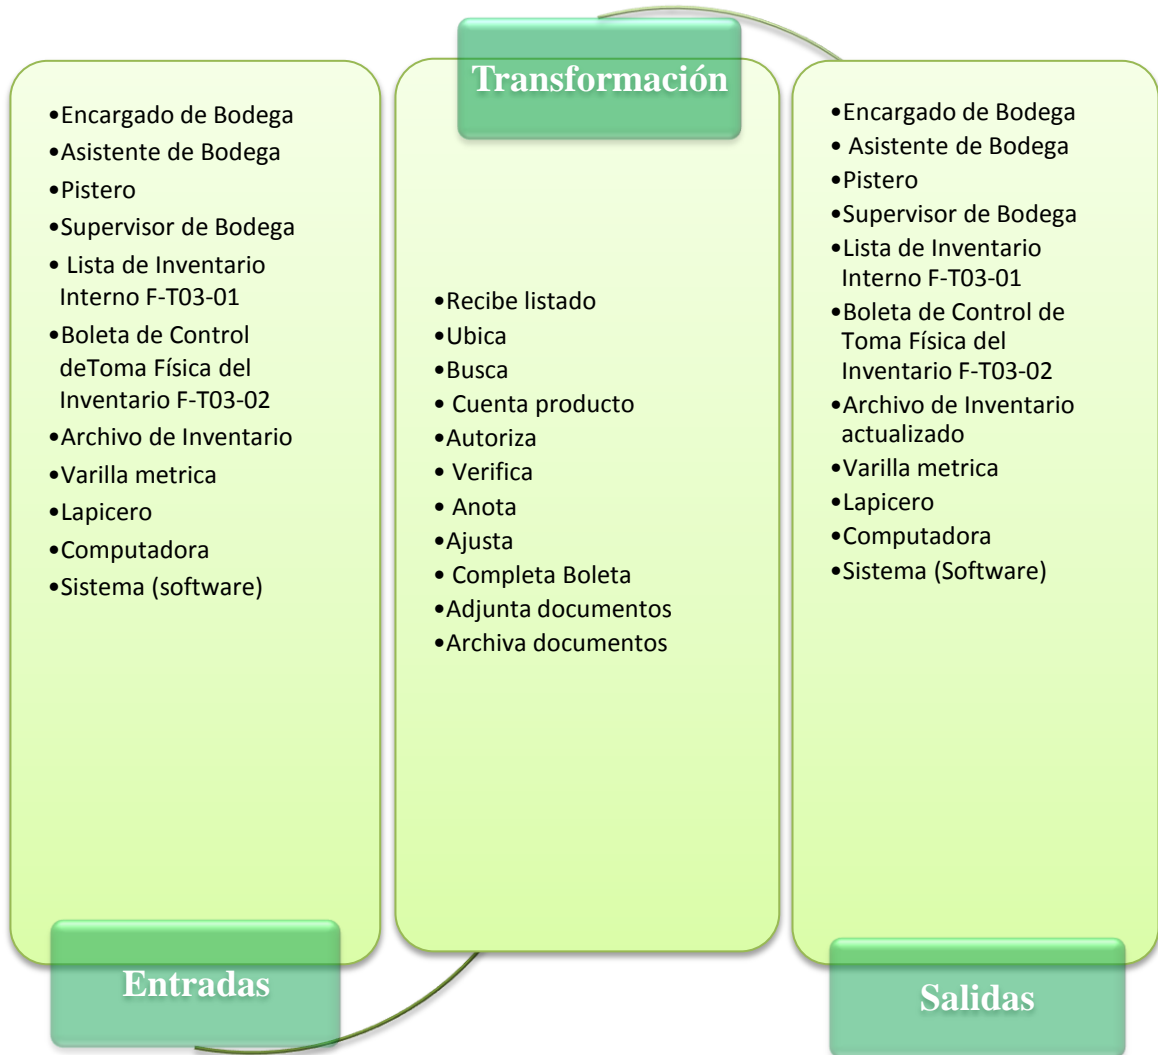 •Encargado de Bodega
•Asistente de Bodega
•Pistero
•Supervisor de Bodega
• Lista de Inventario
Interno F-T03-01
•Boleta de Control
deToma Física del
Inventario F-T03-02
•Archivo de Inventario
•Varilla metrica
•Lapicero
•Computadora
•Sistema (software)
Entradas
Transformación
•Recibe listado
•Ubica
•Busca
• Cuenta producto
•Autoriza
• Verifica
• Anota
•Ajusta
• Completa Boleta
•Adjunta documentos
•Archiva documentos
•Encargado de Bodega
• Asistente de Bodega
•Pistero
•Supervisor de Bodega
•Lista de Inventario
Interno F-T03-01
•Boleta de Control de
Toma Física del
Inventario F-T03-02
•Archivo de Inventario
actualizado
•Varilla metrica
•Lapicero
•Computadora
•Sistema (Software)
Salidas